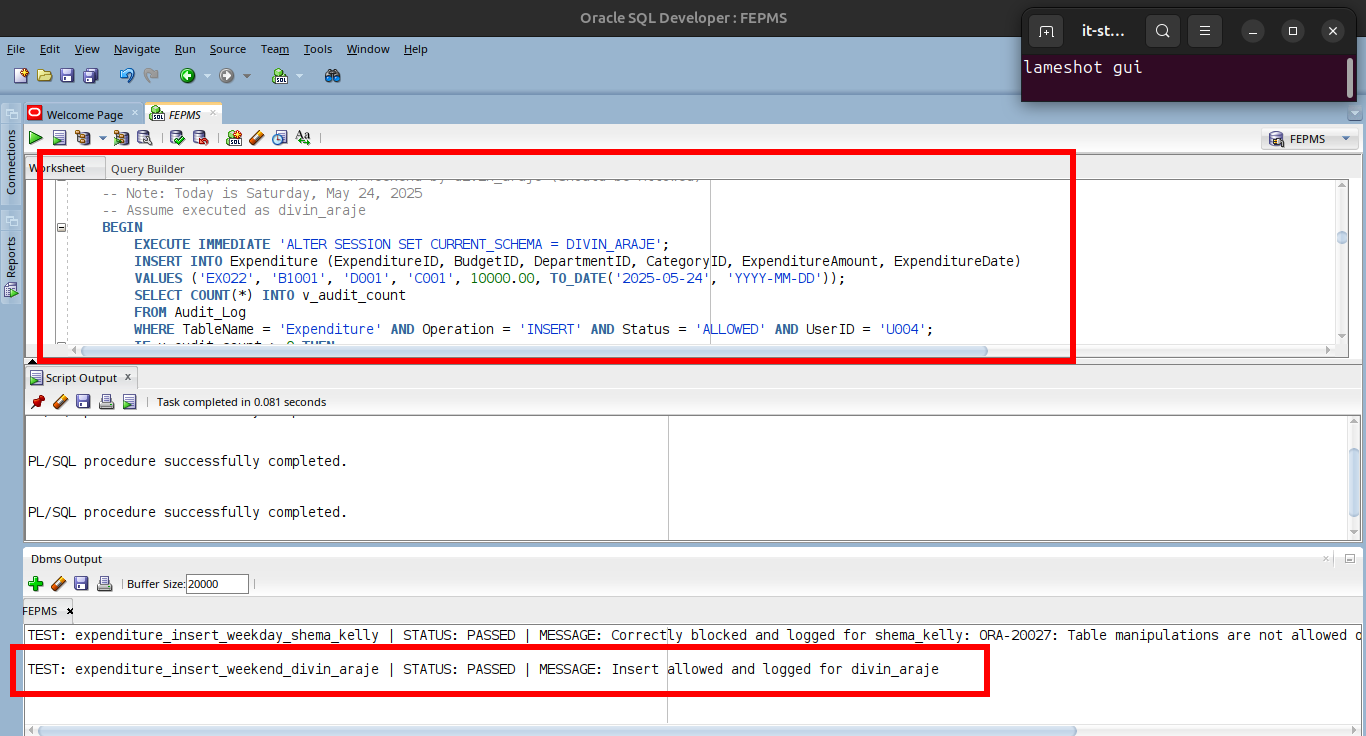 Oracle SQL Developer : FEPMS
it-st...
lameshot gui
File Edit View Navigate Run Source Team Tools Window Help
Welcome Page
FEPMS
Connections
Reports
FEPMS
Worksheet Query Builder
-- Note: Today is Saturday, May 24, 2025
-- Assume executed as divin_araje
BEGIN
EXECUTE IMMEDIATE 'ALTER SESSION SET CURRENT_SCHEMA = DIVIN_ARAJE';
INSERT INTO Expenditure (ExpenditureID, BudgetID, DepartmentID, CategoryID, ExpenditureAmount, ExpenditureDate)
VALUES ('EX022', 'B1001', 'D001', 'C001', 10000.00, TO_DATE('2025-05-24', 'YYYY-MM-DD'));
SELECT COUNT(*) INTO v_audit_count
FROM Audit_Log
WHERE TableName = 'Expenditure' AND Operation = 'INSERT' AND Status = 'ALLOWED' AND UserID = 'U004';
Script Output
Task completed in 0.081 seconds
PL/SQL procedure successfully completed.
PL/SQL procedure successfully completed.
Dbms Output
Buffer Size: 20000
FEPMS
TEST: expenditure_insert_weekday_shema_kelly | STATUS: PASSED | MESSAGE: Correctly blocked and logged for shema_kelly: ORA-20027: Table manipulations are not allowed
TEST: expenditure_insert_weekend_divin_araje | STATUS: PASSED | MESSAGE: Insert allowed and logged for divin_araje